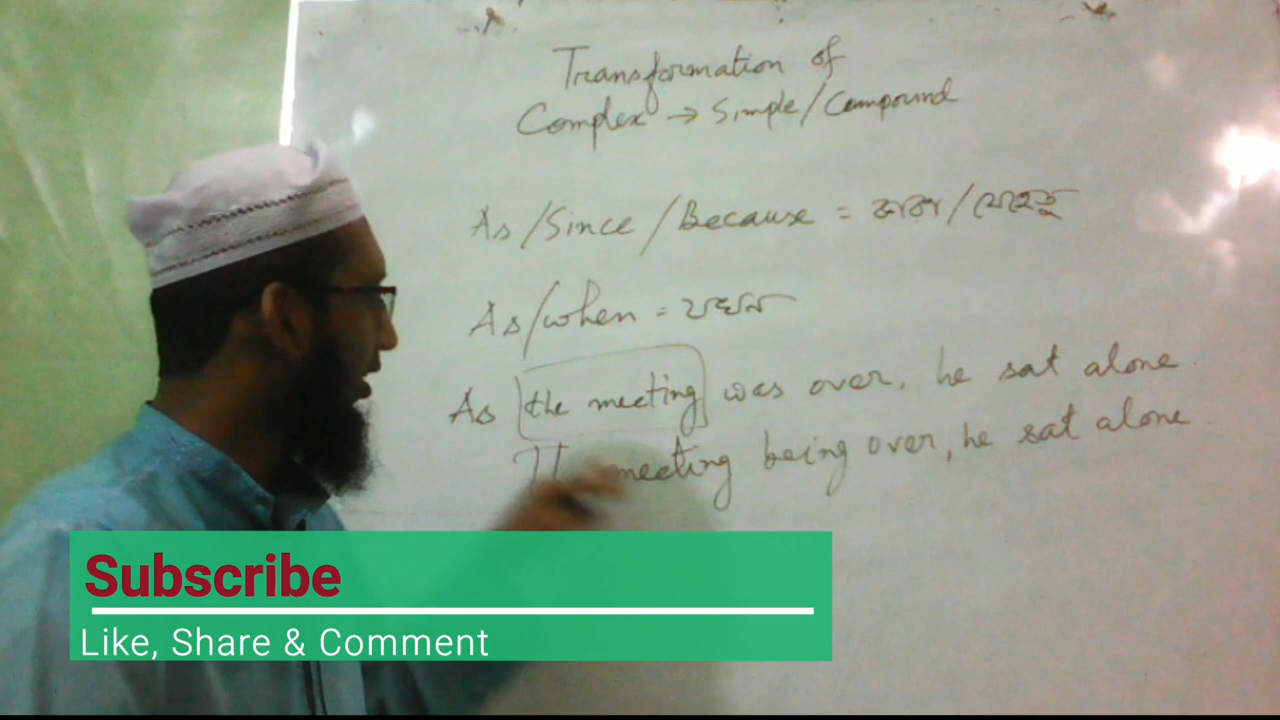 Transformation of
Complex → Simple/Compound
As/Since/Because = কারণ/যেহেতু
As/when = যখন
As the meeting was over, he sat alone.
meeting being over, he sat alone
Subscribe
Like, Share & Comment